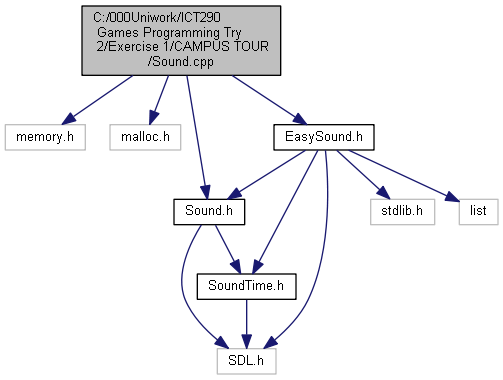 C:/000Uniwork/ICT290
Games Programming Try
2/Exercise 1/CAMPUS TOUR
/Sound.cpp
memory.h
malloc.h
EasySound.h
Sound.h
stdlib.h
list
SoundTime.h
SDL.h